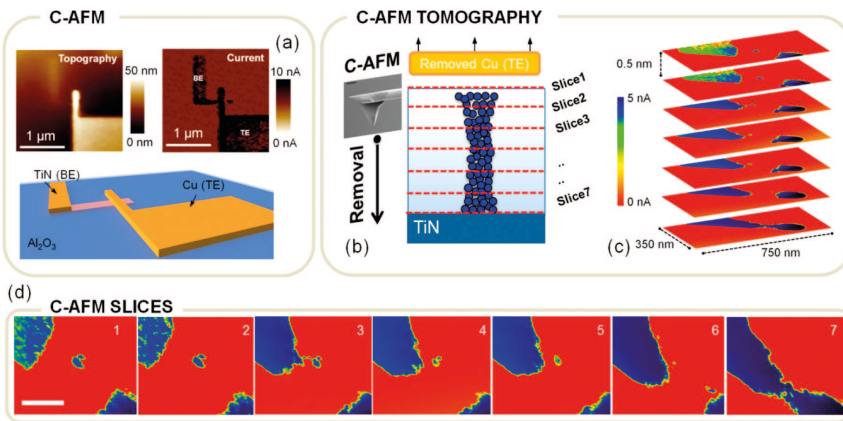 C-AFM
(a)
Topography
50 nm
0 nm
1 µm
Current
BE
TE
10 nA
0 nA
1 µm
TiN (BE)
Cu (TE)
Al2O3
C-AFM TOMOGRAPHY
C-AFM
Removed Cu (TE)
Removal
Slice1
Slice2
Slice3
..
..
Slice7
TiN
(b)
(c)
0.5 nm
5 nA
0 nA
350 nm
750 nm
(d)
C-AFM SLICES
1
2
3
4
5
6
7